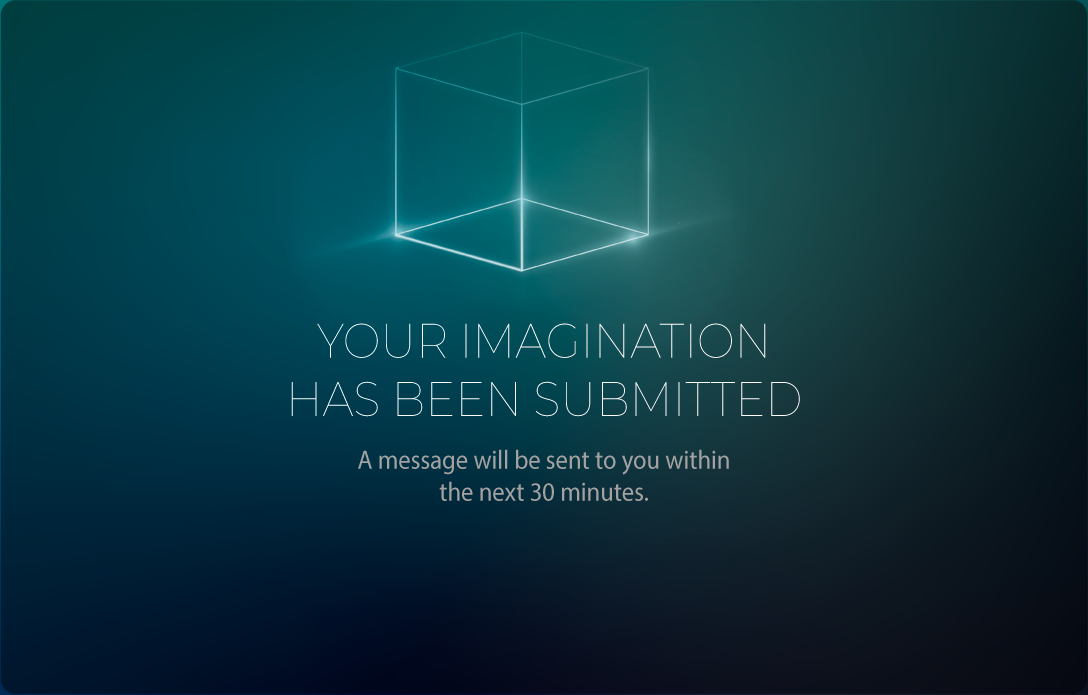 YOUR IMAGINATION
HAS BEEN SUBMITTED
A message will be sent to you within
the next 30 minutes.